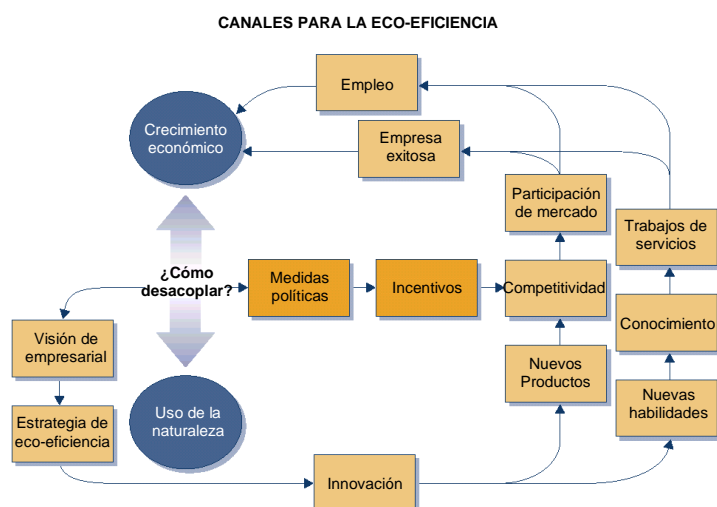 CANALES PARA LA ECO-EFICIENCIA
Empleo
Crecimiento
económico
Empresa
exitosa
Participación
de mercado
Trabajos de
servicios
¿Cómo
desacoplar?
Medidas
políticas
Incentivos
Competitividad
Conocimiento
Visión de
empresarial
Nuevos
Productos
Estrategia de
eco-eficiencia
Uso de la
naturaleza
Nuevas
habilidades
Innovación